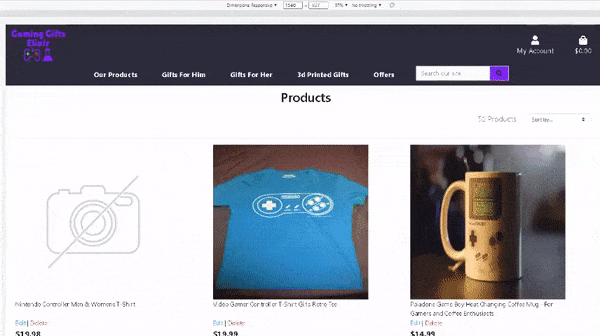 Dimensions: Responsive 1540 x 827 No throttling
Gaming Gifts
Elixir
My Account
$0.00
Our Products Gifts For Him Gifts For Her 3d Printed Gifts Offers Search our site
Products
Products Sort by...
Nintendo Controller Men & Womens T-Shirt
Edit | Delete
$19.98
Video Gamer Controller T-Shirt Gifts Retro Tee
Edit | Delete
$19.99
Paladone Game Boy Heat Changing Coffee Mug - For
Gamers and Coffee Enthusiasts
Edit | Delete
$14.99